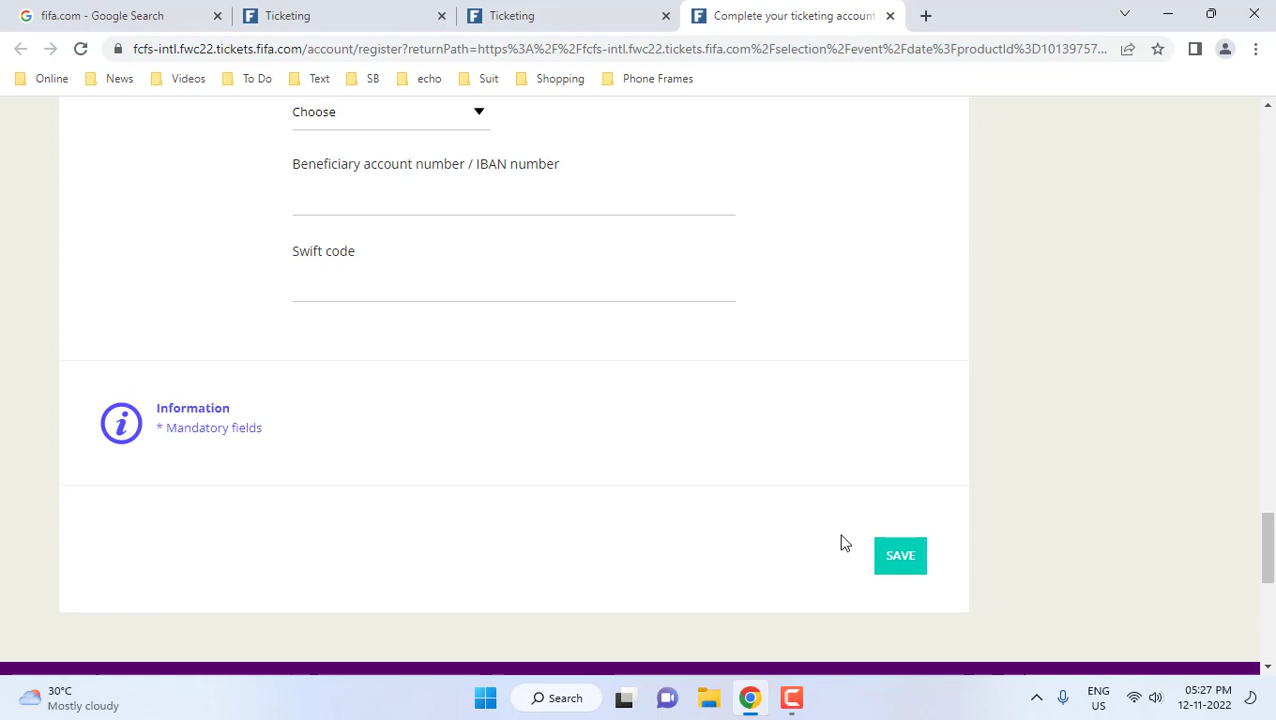 fifa.com - Google Search
Ticketing
Ticketing
Complete your ticketing account
fcfs-intl.fwc22.tickets.fifa.com/account/register?returnPath=https%3A%2F%2Ffcfs-intl.fwc22.tickets.fifa.com%2Fselection%2Fevent%2Fdate%3FproductId%3D10139757...
Online
News
Videos
To Do
Text
SB
echo
Suit
Shopping
Phone Frames
Choose
Beneficiary account number / IBAN number
Swift code
Information
* Mandatory fields
SAVE
30°C
Mostly cloudy
Search
ENG
US
05:27 PM
12-11-2022